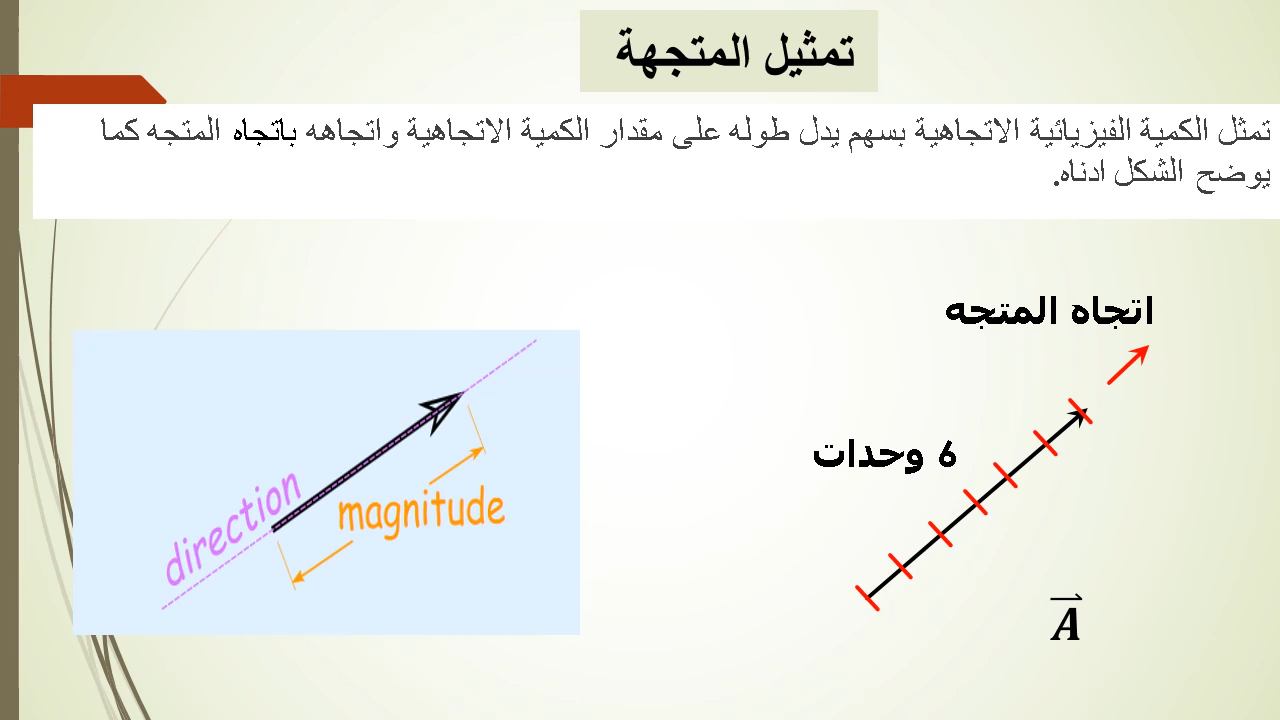 تمثيل المتجهة
تمثل الكمية الفيزيائية الاتجاهية بسهم يدل طوله على مقدار الكمية الاتجاهية واتجاهه باتجاه المتجه كما
يوضح الشكل ادناه.
اتجاه المتجه
6 وحدات
direction
magnitude
A